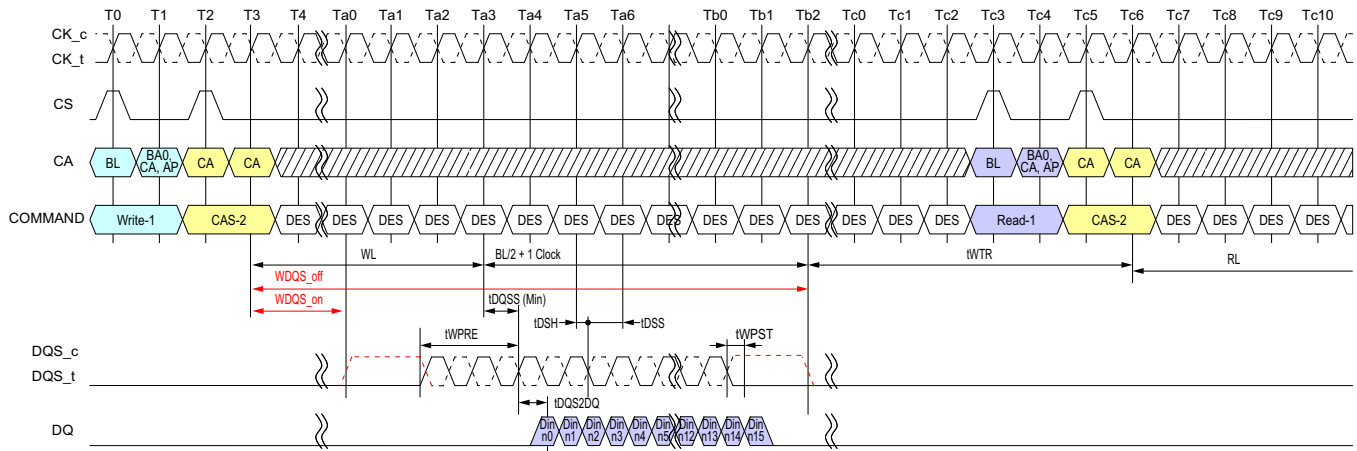 T0 T1 T2 T3 T4 Ta0 Ta1 Ta2 Ta3 Ta4 Ta5 Ta6 Tb0 Tb1 Tb2 Tc0 Tc1 Tc2 Tc3 Tc4 Tc5 Tc6 Tc7 Tc8 Tc9 Tc10
CK_c
CK_t
CS
CA BL BA0, CA, AP CA CA BL BA0, CA, AP CA CA
COMMAND Write-1 CAS-2 DES DES DES DES DES DES DES DES DES DES DES DES DES DES DES Read-1 CAS-2 DES DES DES DES
WL BL/2 + 1 Clock tWTR RL
WDQS_off
WDQS_on tDQSS (Min)
tDSH tDSS
tWPRE tWPST
DQS_c
DQS_t
tDQS2DQ
DQ Din n0 Din n1 Din n2 Din n3 Din n4 Din n5 Din n12 Din n13 Din n14 Din n15